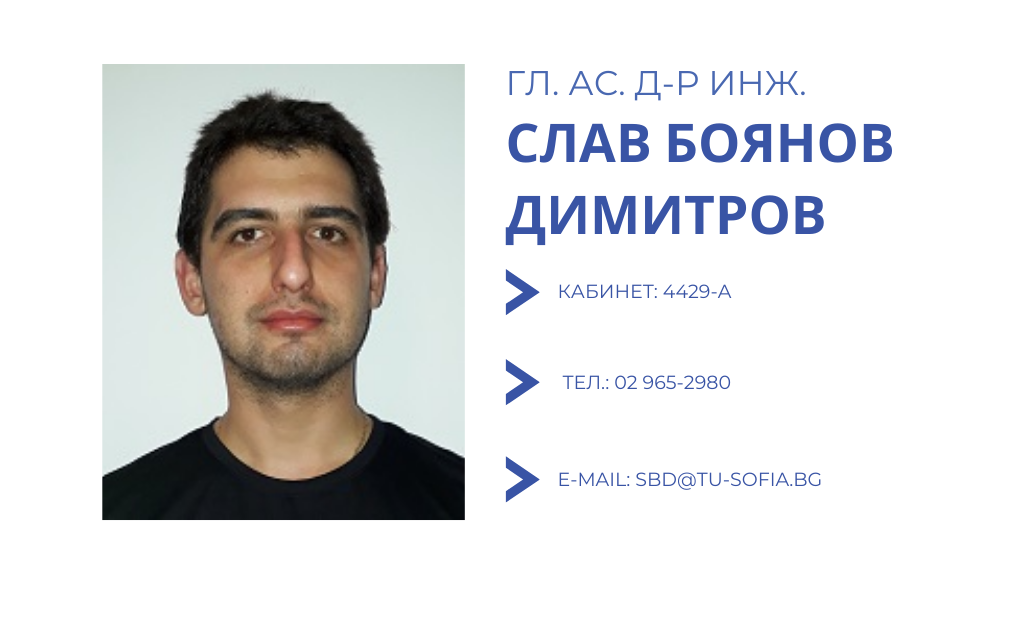 ГЛ. АС. Д-Р ИНЖ.
СЛАВ БОЯНОВ
ДИМИТРОВ
КАБИНЕТ: 4429-А
ТЕЛ.: 02 965-2980
E-MAIL: SBD@TU-SOFIA.BG